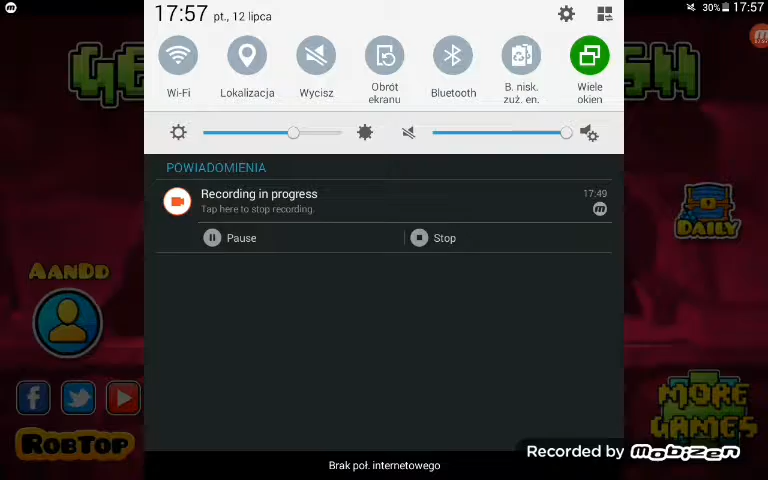 17:57 pt., 12 lipca
30% 17:57
Wi-Fi
Lokalizacja
Wycisz
Obrót
ekranu
Bluetooth
B. nisk.
zuż. en.
Wiele
okien
POWIADOMIENIA
Recording in progress
17:49
Tap here to stop recording.
Pause
Stop
DAILY
AANDD
MORE
GAMES
ROBTOP
Recorded by mobizen
Brak poł. internetowego